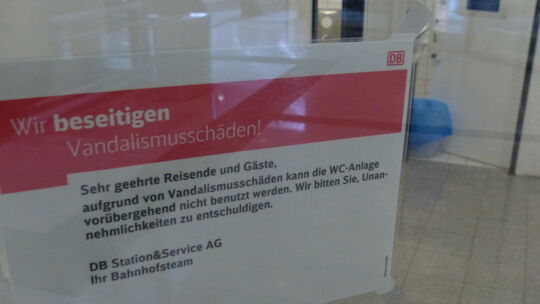 DB
Wir beseitigen
Vandalismusschäden!
Sehr geehrte Reisende und Gäste,
aufgrund von Vandalismusschäden kann die WC-Anlage
vorübergehend nicht benutzt werden. Wir bitten Sie, Unan-
nehmlichkeiten zu entschuldigen.
DB Station&Service AG
Ihr Bahnhofsteam